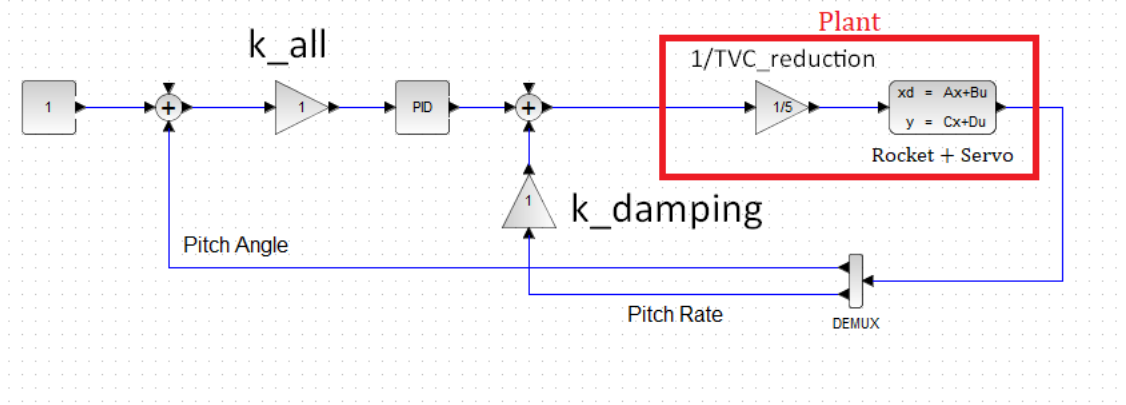 Plant
k_all
1/TVC_reduction
1
+
1
PID
+
1/5
xd = Ax+Bu
y = Cx+Du
Rocket + Servo
1
k_damping
Pitch Angle
Pitch Rate
DEMUX